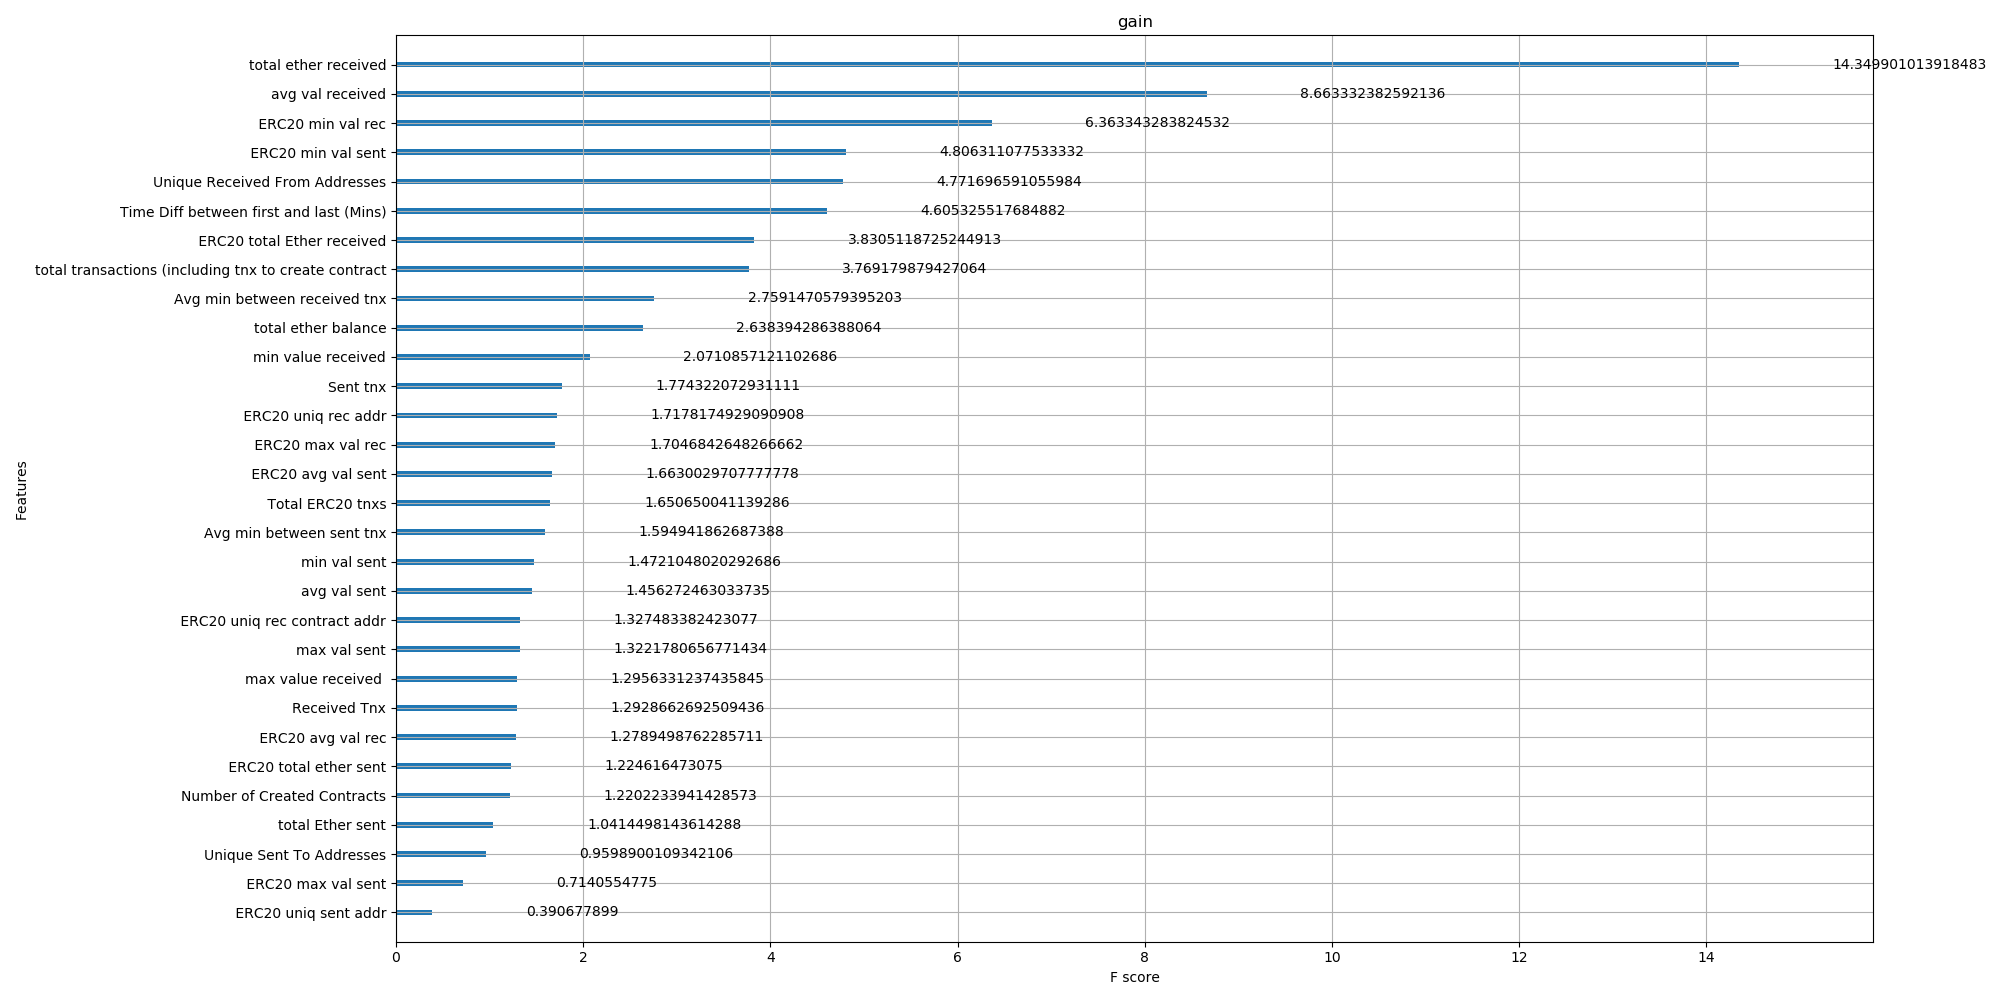 gain
total ether received 14.349901013918483
avg val received 8.663332382592136
ERC20 min val rec 6.363343283824532
ERC20 min val sent 4.806311077533332
Unique Received From Addresses 4.771696591055984
Time Diff between first and last (Mins) 4.605325517684882
ERC20 total Ether received 3.8305118725244913
total transactions (including tnx to create contract 3.769179879427064
Avg min between received tnx 2.7591470579395203
total ether balance 2.638394286388064
min value received 2.0710857121102686
Sent tnx 1.774322072931111
ERC20 uniq rec addr 1.7178174929090908
ERC20 max val rec 1.7046842648266662
ERC20 avg val sent 1.6630029707777778
Total ERC20 tnxs 1.650650041139286
Avg min between sent tnx 1.594941862687388
min val sent 1.4721048020292686
avg val sent 1.456272463033735
ERC20 uniq rec contract addr 1.327483382423077
max val sent 1.3221780656771434
max value received 1.2956331237435845
Received Tnx 1.2928662692509436
ERC20 avg val rec 1.2789498762285711
ERC20 total ether sent 1.224616473075
Number of Created Contracts 1.2202233941428573
total Ether sent 1.0414498143614288
Unique Sent To Addresses 0.9598900109342106
ERC20 max val sent 0.7140554775
ERC20 uniq sent addr 0.390677899
0 2 4 6 8 10 12 14
F score
Features